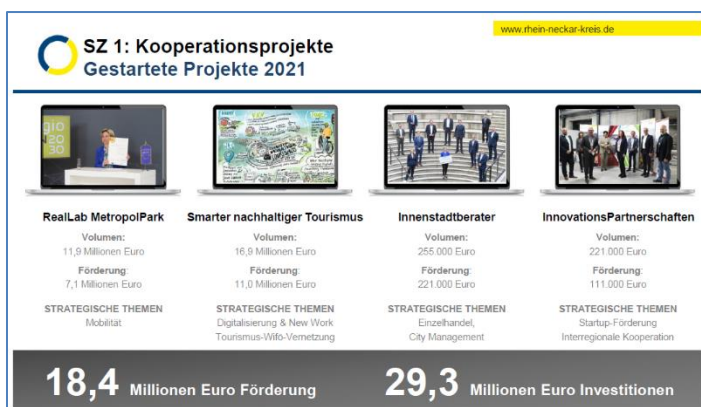 www.rhein-neckar-kreis.de
SZ 1: Kooperationsprojekte
Gestartete Projekte 2021
gio
20
30
RealLab MetropolPark
Volumen:
11,9 Millionen Euro
Förderung:
7,1 Millionen Euro
STRATEGISCHE THEMEN
Mobilität
Smarter nachhaltiger Tourismus
Volumen:
16,9 Millionen Euro
Förderung:
11,0 Millionen Euro
STRATEGISCHE THEMEN
Digitalisierung & New Work
Tourismus-Wifö-Vernetzung
Innenstadtberater
Volumen:
255.000 Euro
Förderung:
221.000 Euro
STRATEGISCHE THEMEN
Einzelhandel,
City Management
InnovationsPartnerschaften
Volumen:
221.000 Euro
Förderung:
111.000 Euro
STRATEGISCHE THEMEN
Startup-Förderung
Interregionale Kooperation
18,4 Millionen Euro Förderung
29,3 Millionen Euro Investitionen